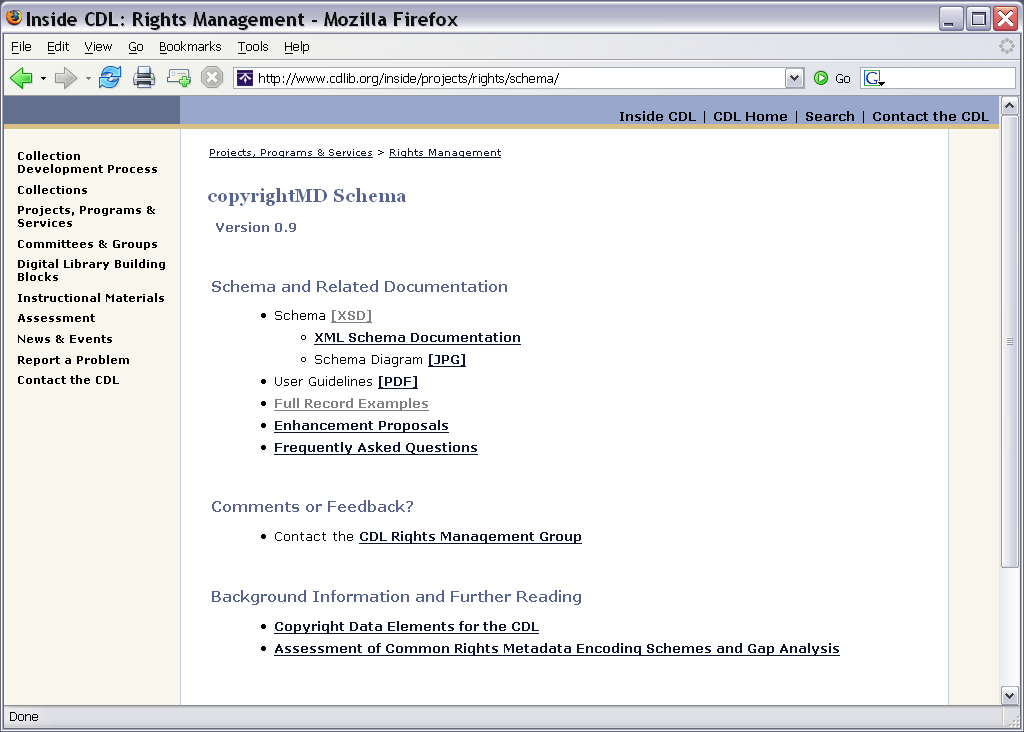 Inside CDL: Rights Management - Mozilla Firefox
File Edit View Go Bookmarks Tools Help
http://www.cdlib.org/inside/projects/rights/schema/ Go G
Inside CDL | CDL Home | Search | Contact the CDL
Collection
Development Process
Collections
Projects, Programs &
Services
Committees & Groups
Digital Library Building
Blocks
Instructional Materials
Assessment
News & Events
Report a Problem
Contact the CDL
Projects, Programs & Services > Rights Management
copyrightMD Schema
Version 0.9
Schema and Related Documentation
• Schema [XSD]
◦ XML Schema Documentation
◦ Schema Diagram [JPG]
• User Guidelines [PDF]
• Full Record Examples
• Enhancement Proposals
• Frequently Asked Questions
Comments or Feedback?
• Contact the CDL Rights Management Group
Background Information and Further Reading
• Copyright Data Elements for the CDL
• Assessment of Common Rights Metadata Encoding Schemes and Gap Analysis
Done